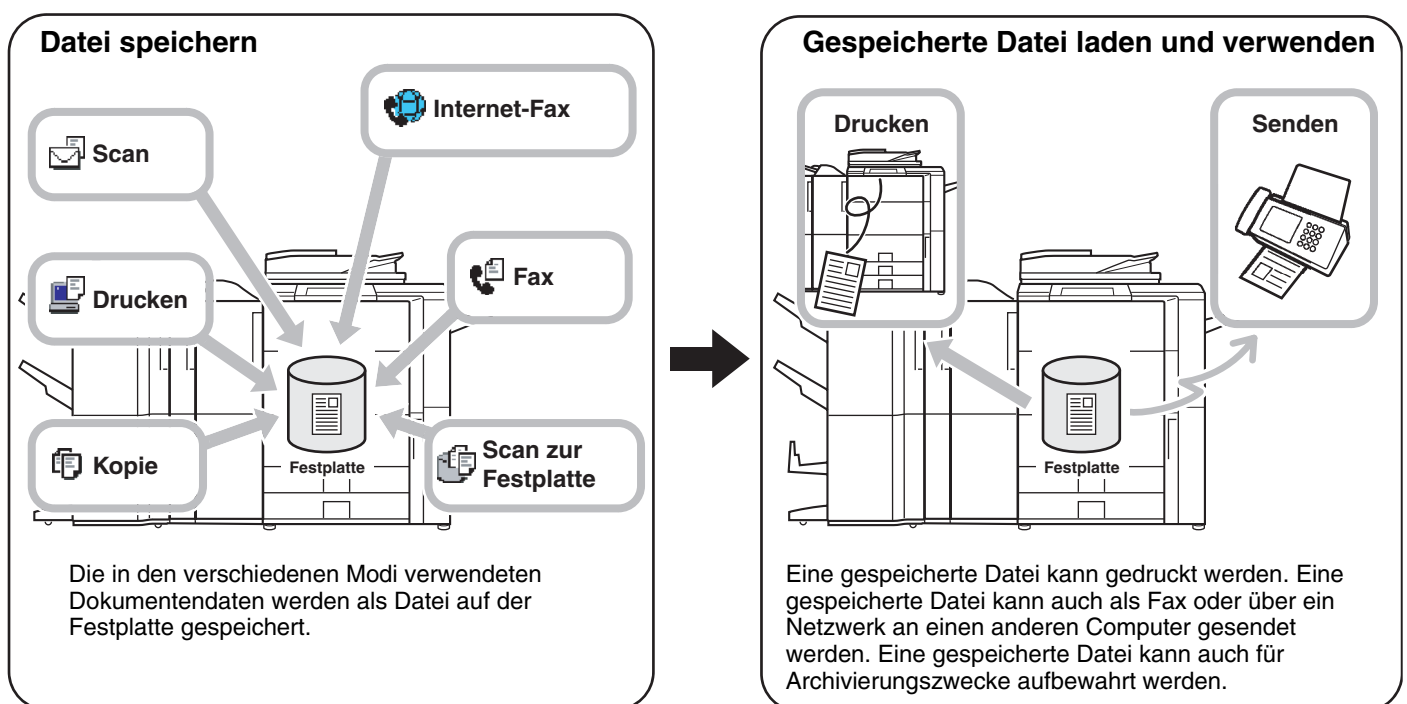 Datei speichern
Internet-Fax
Scan
Fax
Drucken
Kopie
Scan zur
Festplatte
Festplatte
Die in den verschiedenen Modi verwendeten
Dokumentendaten werden als Datei auf der
Festplatte gespeichert.
Gespeicherte Datei laden und verwenden
Drucken
Senden
Festplatte
Eine gespeicherte Datei kann gedruckt werden. Eine
gespeicherte Datei kann auch als Fax oder über ein
Netzwerk an einen anderen Computer gesendet
werden. Eine gespeicherte Datei kann auch für
Archivierungszwecke aufbewahrt werden.